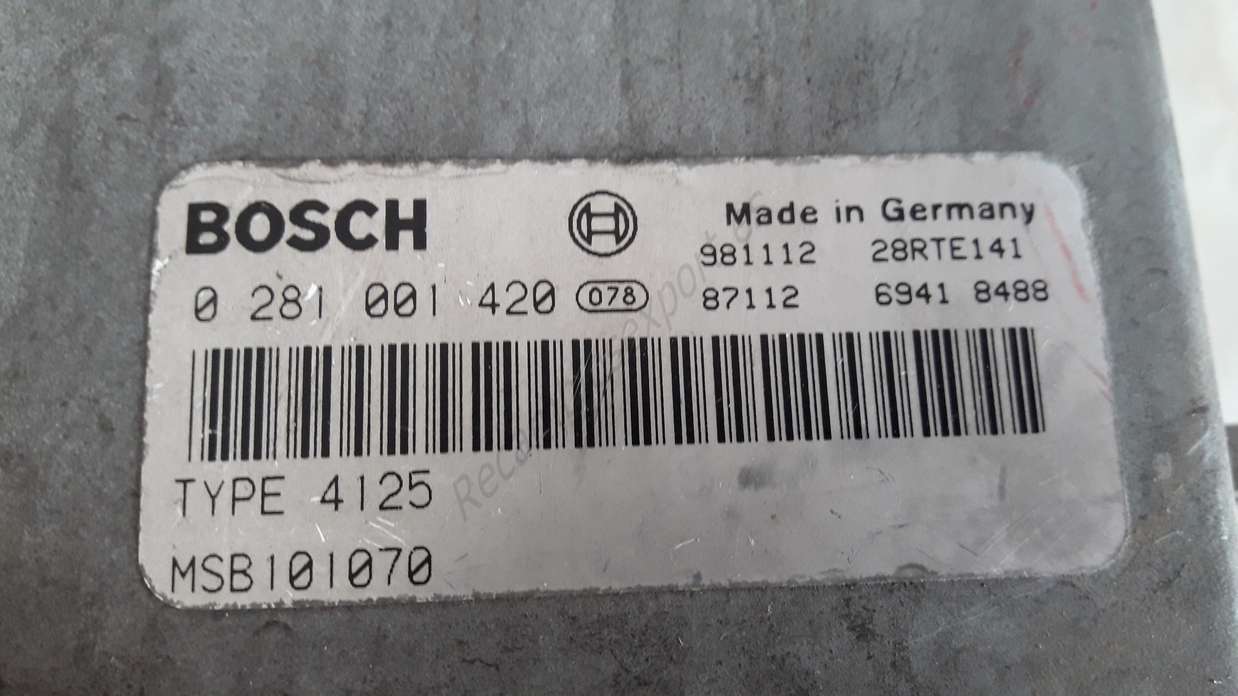 BOSCH
Made in Germany
981112 28RTE141
0 281 001 420 078
87112 6941 8488
TYPE 4125
MSB101070